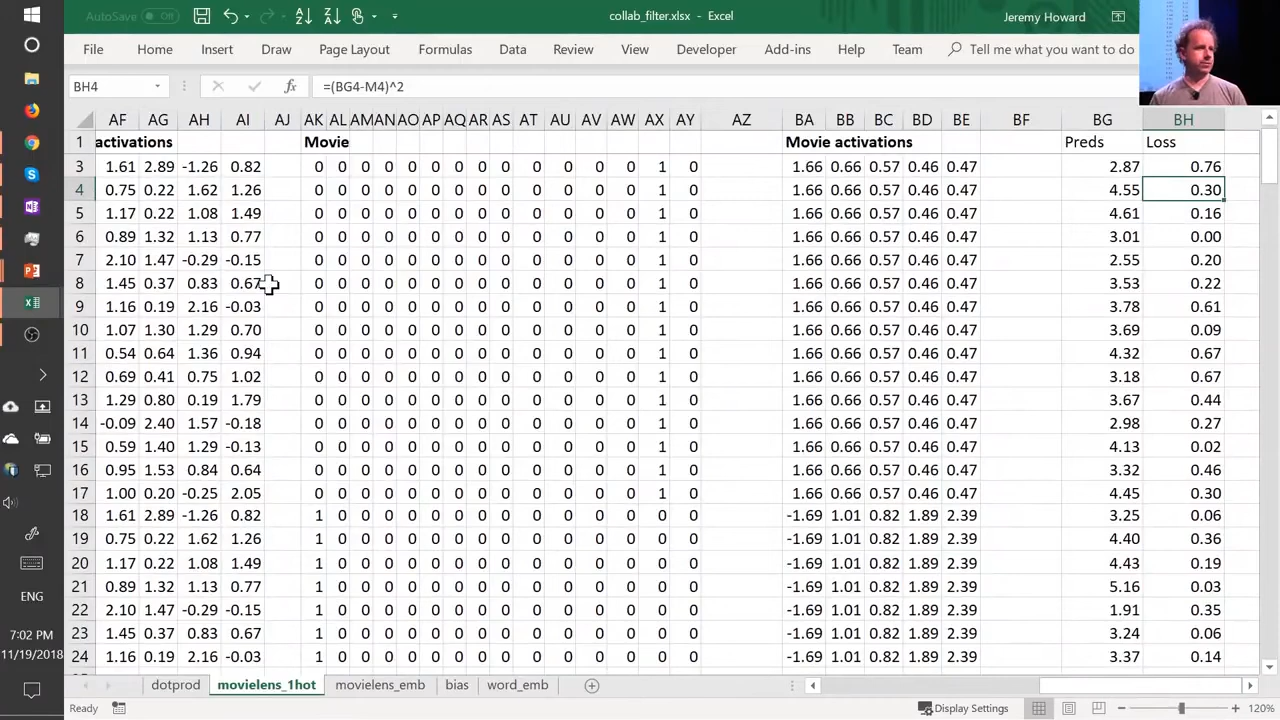 AutoSave Off collab_filter.xlsx - Excel Jeremy Howard
File Home Insert Draw Page Layout Formulas Data Review View Developer Add-ins Help Team Tell me what you want to do
BH4 fx =(BG4-M4)^2
AF AG AH AI AJ AK AL AM AN AO AP AQ AR AS AT AU AV AW AX AY AZ BA BB BC BD BE BF BG BH
1 activations Movie Movie activations Preds Loss
3 1.61 2.89 -1.26 0.82 0 0 0 0 0 0 0 0 0 0 0 0 0 1 0 1.66 0.66 0.57 0.46 0.47 2.87 0.76
4 0.75 0.22 1.62 1.26 0 0 0 0 0 0 0 0 0 0 0 0 0 1 0 1.66 0.66 0.57 0.46 0.47 4.55 0.30
5 1.17 0.22 1.08 1.49 0 0 0 0 0 0 0 0 0 0 0 0 0 1 0 1.66 0.66 0.57 0.46 0.47 4.61 0.16
6 0.89 1.32 1.13 0.77 0 0 0 0 0 0 0 0 0 0 0 0 0 1 0 1.66 0.66 0.57 0.46 0.47 3.01 0.00
7 2.10 1.47 -0.29 -0.15 0 0 0 0 0 0 0 0 0 0 0 0 0 1 0 1.66 0.66 0.57 0.46 0.47 2.55 0.20
8 1.45 0.37 0.83 0.67 0 0 0 0 0 0 0 0 0 0 0 0 0 1 0 1.66 0.66 0.57 0.46 0.47 3.53 0.22
9 1.16 0.19 2.16 -0.03 0 0 0 0 0 0 0 0 0 0 0 0 0 1 0 1.66 0.66 0.57 0.46 0.47 3.78 0.61
10 1.07 1.30 1.29 0.70 0 0 0 0 0 0 0 0 0 0 0 0 0 1 0 1.66 0.66 0.57 0.46 0.47 3.69 0.09
11 0.54 0.64 1.36 0.94 0 0 0 0 0 0 0 0 0 0 0 0 0 1 0 1.66 0.66 0.57 0.46 0.47 4.32 0.67
12 0.69 0.41 0.75 1.02 0 0 0 0 0 0 0 0 0 0 0 0 0 1 0 1.66 0.66 0.57 0.46 0.47 3.18 0.67
13 1.29 0.80 0.19 1.79 0 0 0 0 0 0 0 0 0 0 0 0 0 1 0 1.66 0.66 0.57 0.46 0.47 3.67 0.44
14 -0.09 2.40 1.57 -0.18 0 0 0 0 0 0 0 0 0 0 0 0 0 1 0 1.66 0.66 0.57 0.46 0.47 2.98 0.27
15 0.59 1.40 1.29 -0.13 0 0 0 0 0 0 0 0 0 0 0 0 0 1 0 1.66 0.66 0.57 0.46 0.47 4.13 0.02
16 0.95 1.53 0.84 0.64 0 0 0 0 0 0 0 0 0 0 0 0 0 1 0 1.66 0.66 0.57 0.46 0.47 3.32 0.46
17 1.00 0.20 -0.25 2.05 0 0 0 0 0 0 0 0 0 0 0 0 0 1 0 1.66 0.66 0.57 0.46 0.47 4.45 0.30
18 1.61 2.89 -1.26 0.82 1 0 0 0 0 0 0 0 0 0 0 0 0 0 0 -1.69 1.01 0.82 1.89 2.39 3.25 0.06
19 0.75 0.22 1.62 1.26 1 0 0 0 0 0 0 0 0 0 0 0 0 0 0 -1.69 1.01 0.82 1.89 2.39 4.40 0.36
20 1.17 0.22 1.08 1.49 1 0 0 0 0 0 0 0 0 0 0 0 0 0 0 -1.69 1.01 0.82 1.89 2.39 4.43 0.19
21 0.89 1.32 1.13 0.77 1 0 0 0 0 0 0 0 0 0 0 0 0 0 0 -1.69 1.01 0.82 1.89 2.39 5.16 0.03
22 2.10 1.47 -0.29 -0.15 1 0 0 0 0 0 0 0 0 0 0 0 0 0 0 -1.69 1.01 0.82 1.89 2.39 1.91 0.35
23 1.45 0.37 0.83 0.67 1 0 0 0 0 0 0 0 0 0 0 0 0 0 0 -1.69 1.01 0.82 1.89 2.39 3.24 0.06
24 1.16 0.19 2.16 -0.03 1 0 0 0 0 0 0 0 0 0 0 0 0 0 0 -1.69 1.01 0.82 1.89 2.39 3.37 0.14
dotprod movielens_1hot movielens_emb bias word_emb
Ready Display Settings 120%
ENG
7:02 PM
11/19/2018